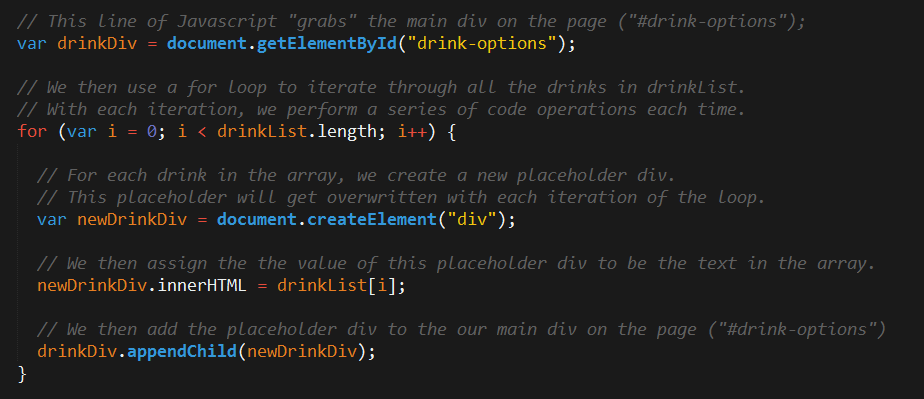 // This line of Javascript "grabs" the main div on the page ("#drink-options");
var drinkDiv = document.getElementById("drink-options");
// We then use a for loop to iterate through all the drinks in drinkList.
// With each iteration, we perform a series of code operations each time.
for (var i = 0; i < drinkList.length; i++) {
// For each drink in the array, we create a new placeholder div.
// This placeholder will get overwritten with each iteration of the loop.
var newDrinkDiv = document.createElement("div");
// We then assign the the value of this placeholder div to be the text in the array.
newDrinkDiv.innerHTML = drinkList[i];
// We then add the placeholder div to the our main div on the page ("#drink-options")
drinkDiv.appendChild(newDrinkDiv);
}